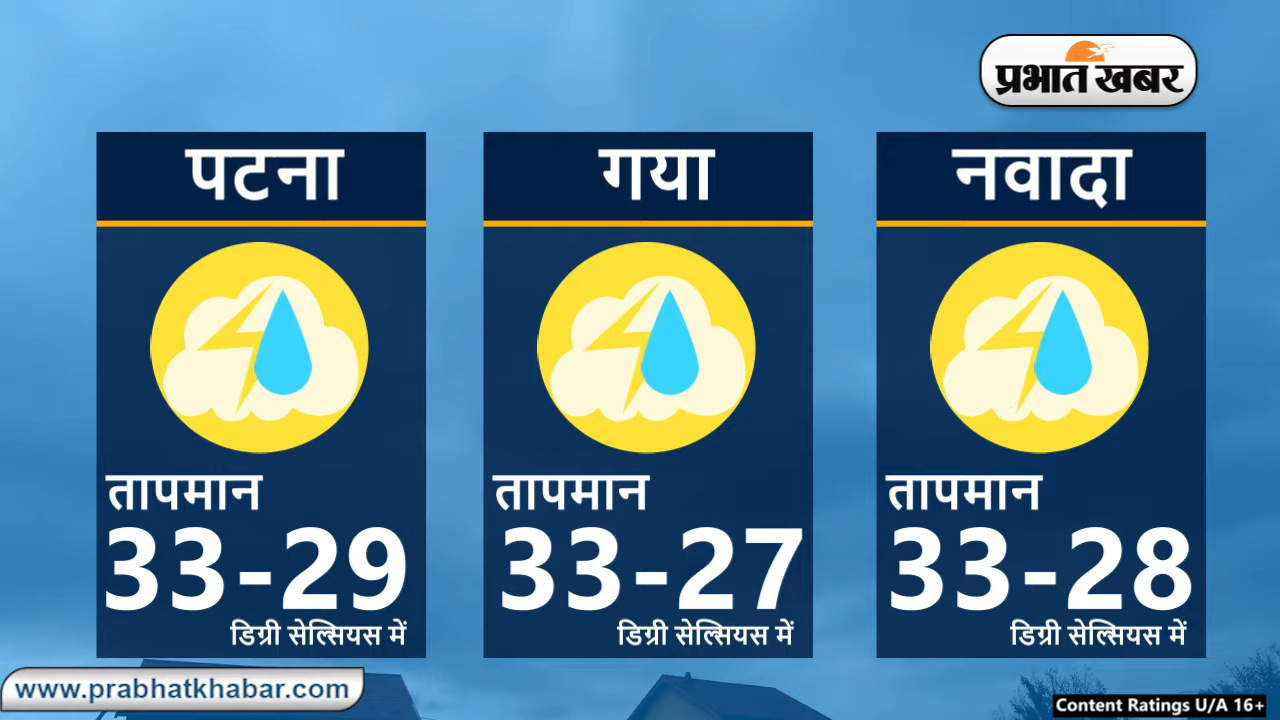 प्रभात खबर
पटना
तापमान
33-29
डिग्री सेल्सियस में
गया
तापमान
33-27
डिग्री सेल्सियस में
नवादा
तापमान
33-28
डिग्री सेल्सियस में
www.prabhatkhabar.com
Content Ratings U/A 16+